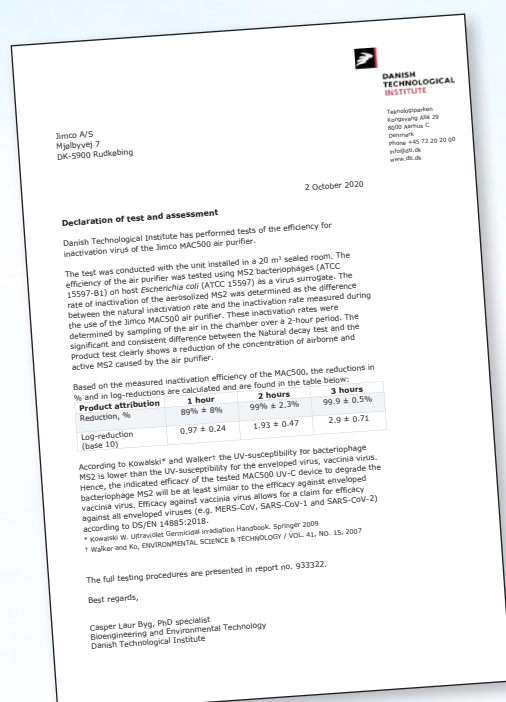 DANISH
TECHNOLOGICAL
INSTITUTE
Teknologiparken
Kongsvang Allé 29
8000 Aarhus C
Denmark
Phone +45 72 20 20 00
info@dti.dk
www.dti.dk
Jimco A/S
Mjølbyvej 7
DK-5900 Rudkøbing
2 October 2020
Declaration of test and assessment
Danish Technological Institute has performed tests of the efficiency for
inactivation virus of the Jimco MAC500 air purifier.
The test was conducted with the unit installed in a 20 m³ sealed room. The
efficiency of the air purifier was tested using MS2 bacteriophages (ATCC
15597-B1) on host Escherichia coli (ATCC 15597) as a virus surrogate. The
rate of inactivation of the aerosolized MS2 was determined as the difference
between the natural inactivation rate and the inactivation rate measured during
the use of the Jimco MAC500 air purifier. These inactivation rates were
determined by sampling of the air in the chamber over a 2-hour period. The
significant and consistent difference between the Natural decay test and the
Product test clearly shows a reduction of the concentration of airborne and
active MS2 caused by the air purifier.
Based on the measured inactivation efficiency of the MAC500, the reductions in
% and in log-reductions are calculated and are found in the table below:
Product attribution 1 hour 2 hours 3 hours
Reduction, % 89% ± 8% 99% ± 2,3% 99.9 ± 0.5%
Log-reduction
(base 10) 0.97 ± 0.24 1.93 ± 0.47 2.9 ± 0.71
According to Kowalski* and Walker† the UV-susceptibility for bacteriophage
MS2 is lower than the UV-susceptibility for the enveloped virus, vaccinia virus.
Hence, the indicated efficacy of the tested MAC500 UV-C device to degrade the
bacteriophage MS2 will be at least similar to the efficacy against enveloped
vaccinia virus. Efficacy against vaccinia virus allows for a claim for efficacy
against all enveloped viruses (e.g. MERS-CoV, SARS-CoV-1 and SARS-CoV-2)
according to DS/EN 14885:2018.
* Kowalski W. Ultraviolet Germicidal Irradiation Handbook. Springer 2009
† Walker and Ko, ENVIRONMENTAL SCIENCE & TECHNOLOGY / VOL. 41, NO. 15, 2007
The full testing procedures are presented in report no. 933322.
Best regards,
Casper Laur Byg, PhD specialist
Bioengineering and Environmental Technology
Danish Technological Institute